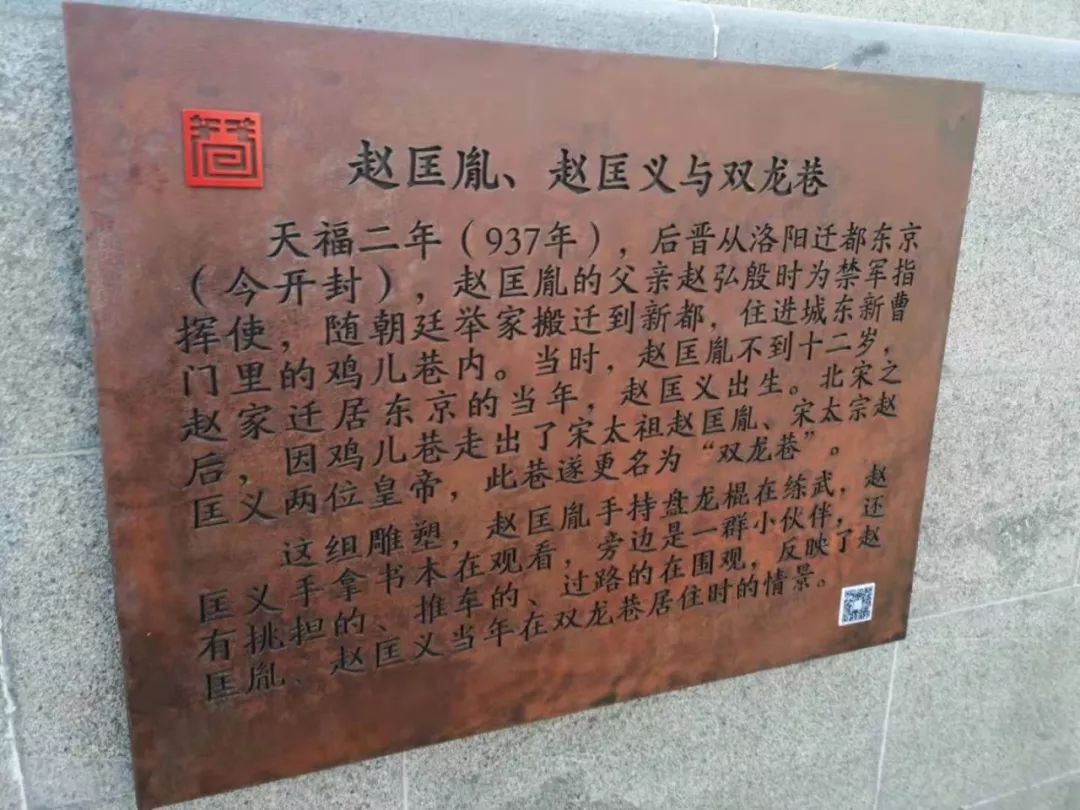 赵匡胤、赵匡义与双龙巷
天福二年（937年），后晋从洛阳迁都东京
（今开封），赵匡胤的父亲赵弘殷时为禁军指
挥使，随朝廷举家搬迁到新都，住进城东新曹
门里的鸡儿巷内。当时，赵匡胤不到十二岁，
赵家迁居东京的当年，赵匡义出生。北宋之
后，因鸡儿巷走出了宋太祖赵匡胤、宋太宗赵
匡义两位皇帝，此巷遂更名为“双龙巷”。
这组雕塑，赵匡胤手持盘龙棍在练武，赵
匡义手拿书本在观看，旁边是一群小伙伴，还
有挑担的、推车的、过路的在围观，反映了赵
匡胤、赵匡义当年在双龙巷居住时的情景。